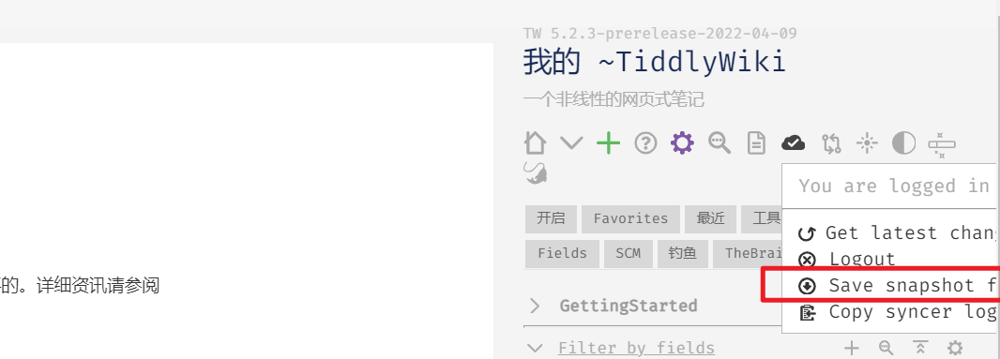 TW 5.2.3-prerelease-2022-04-09
我的 ~TiddlyWiki
一个非线性的网页式笔记
You are logged in
开启 Favorites 最近 工具
Get latest chan
Fields SCM 钓鱼 TheBrai
Logout
的。详细资讯请参阅
Save snapshot f
GettingStarted
Copy syncer log
Filter by fields